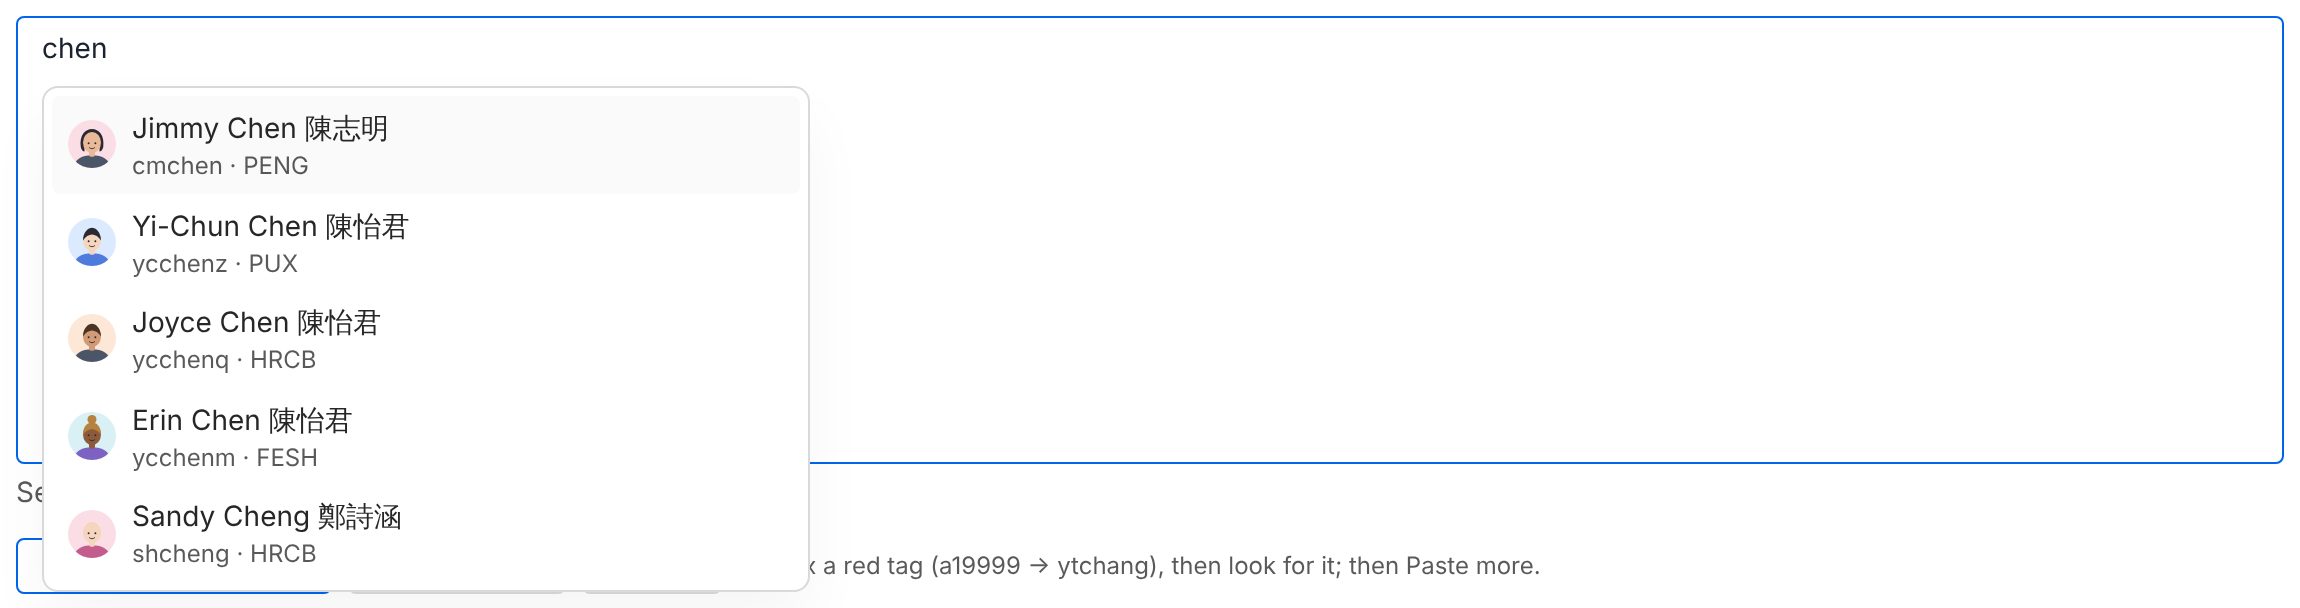 chen
Jimmy Chen 陳志明
cmchen · PENG
Yi-Chun Chen 陳怡君
ycchenz · PUX
Joyce Chen 陳怡君
ycchenq · HRCB
Erin Chen 陳怡君
ycchenm · FESH
Sandy Cheng 鄭詩涵
shcheng · HRCB
a red tag (a19999 → ytchang), then look for it; then Paste more.